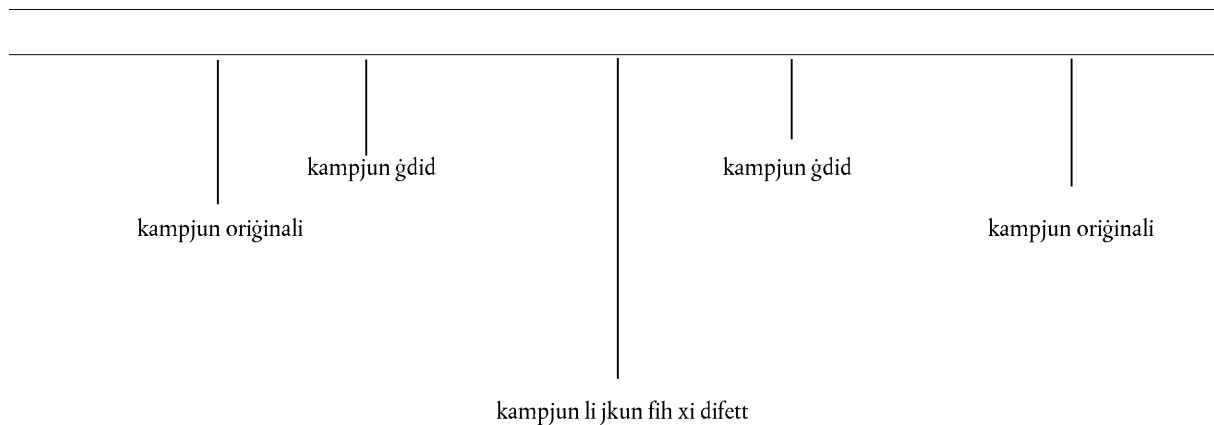 kampjun ġdid
kampjun ġdid
kampjun oriġinali
kampjun oriġinali
kampjun li jkun fih xi difett